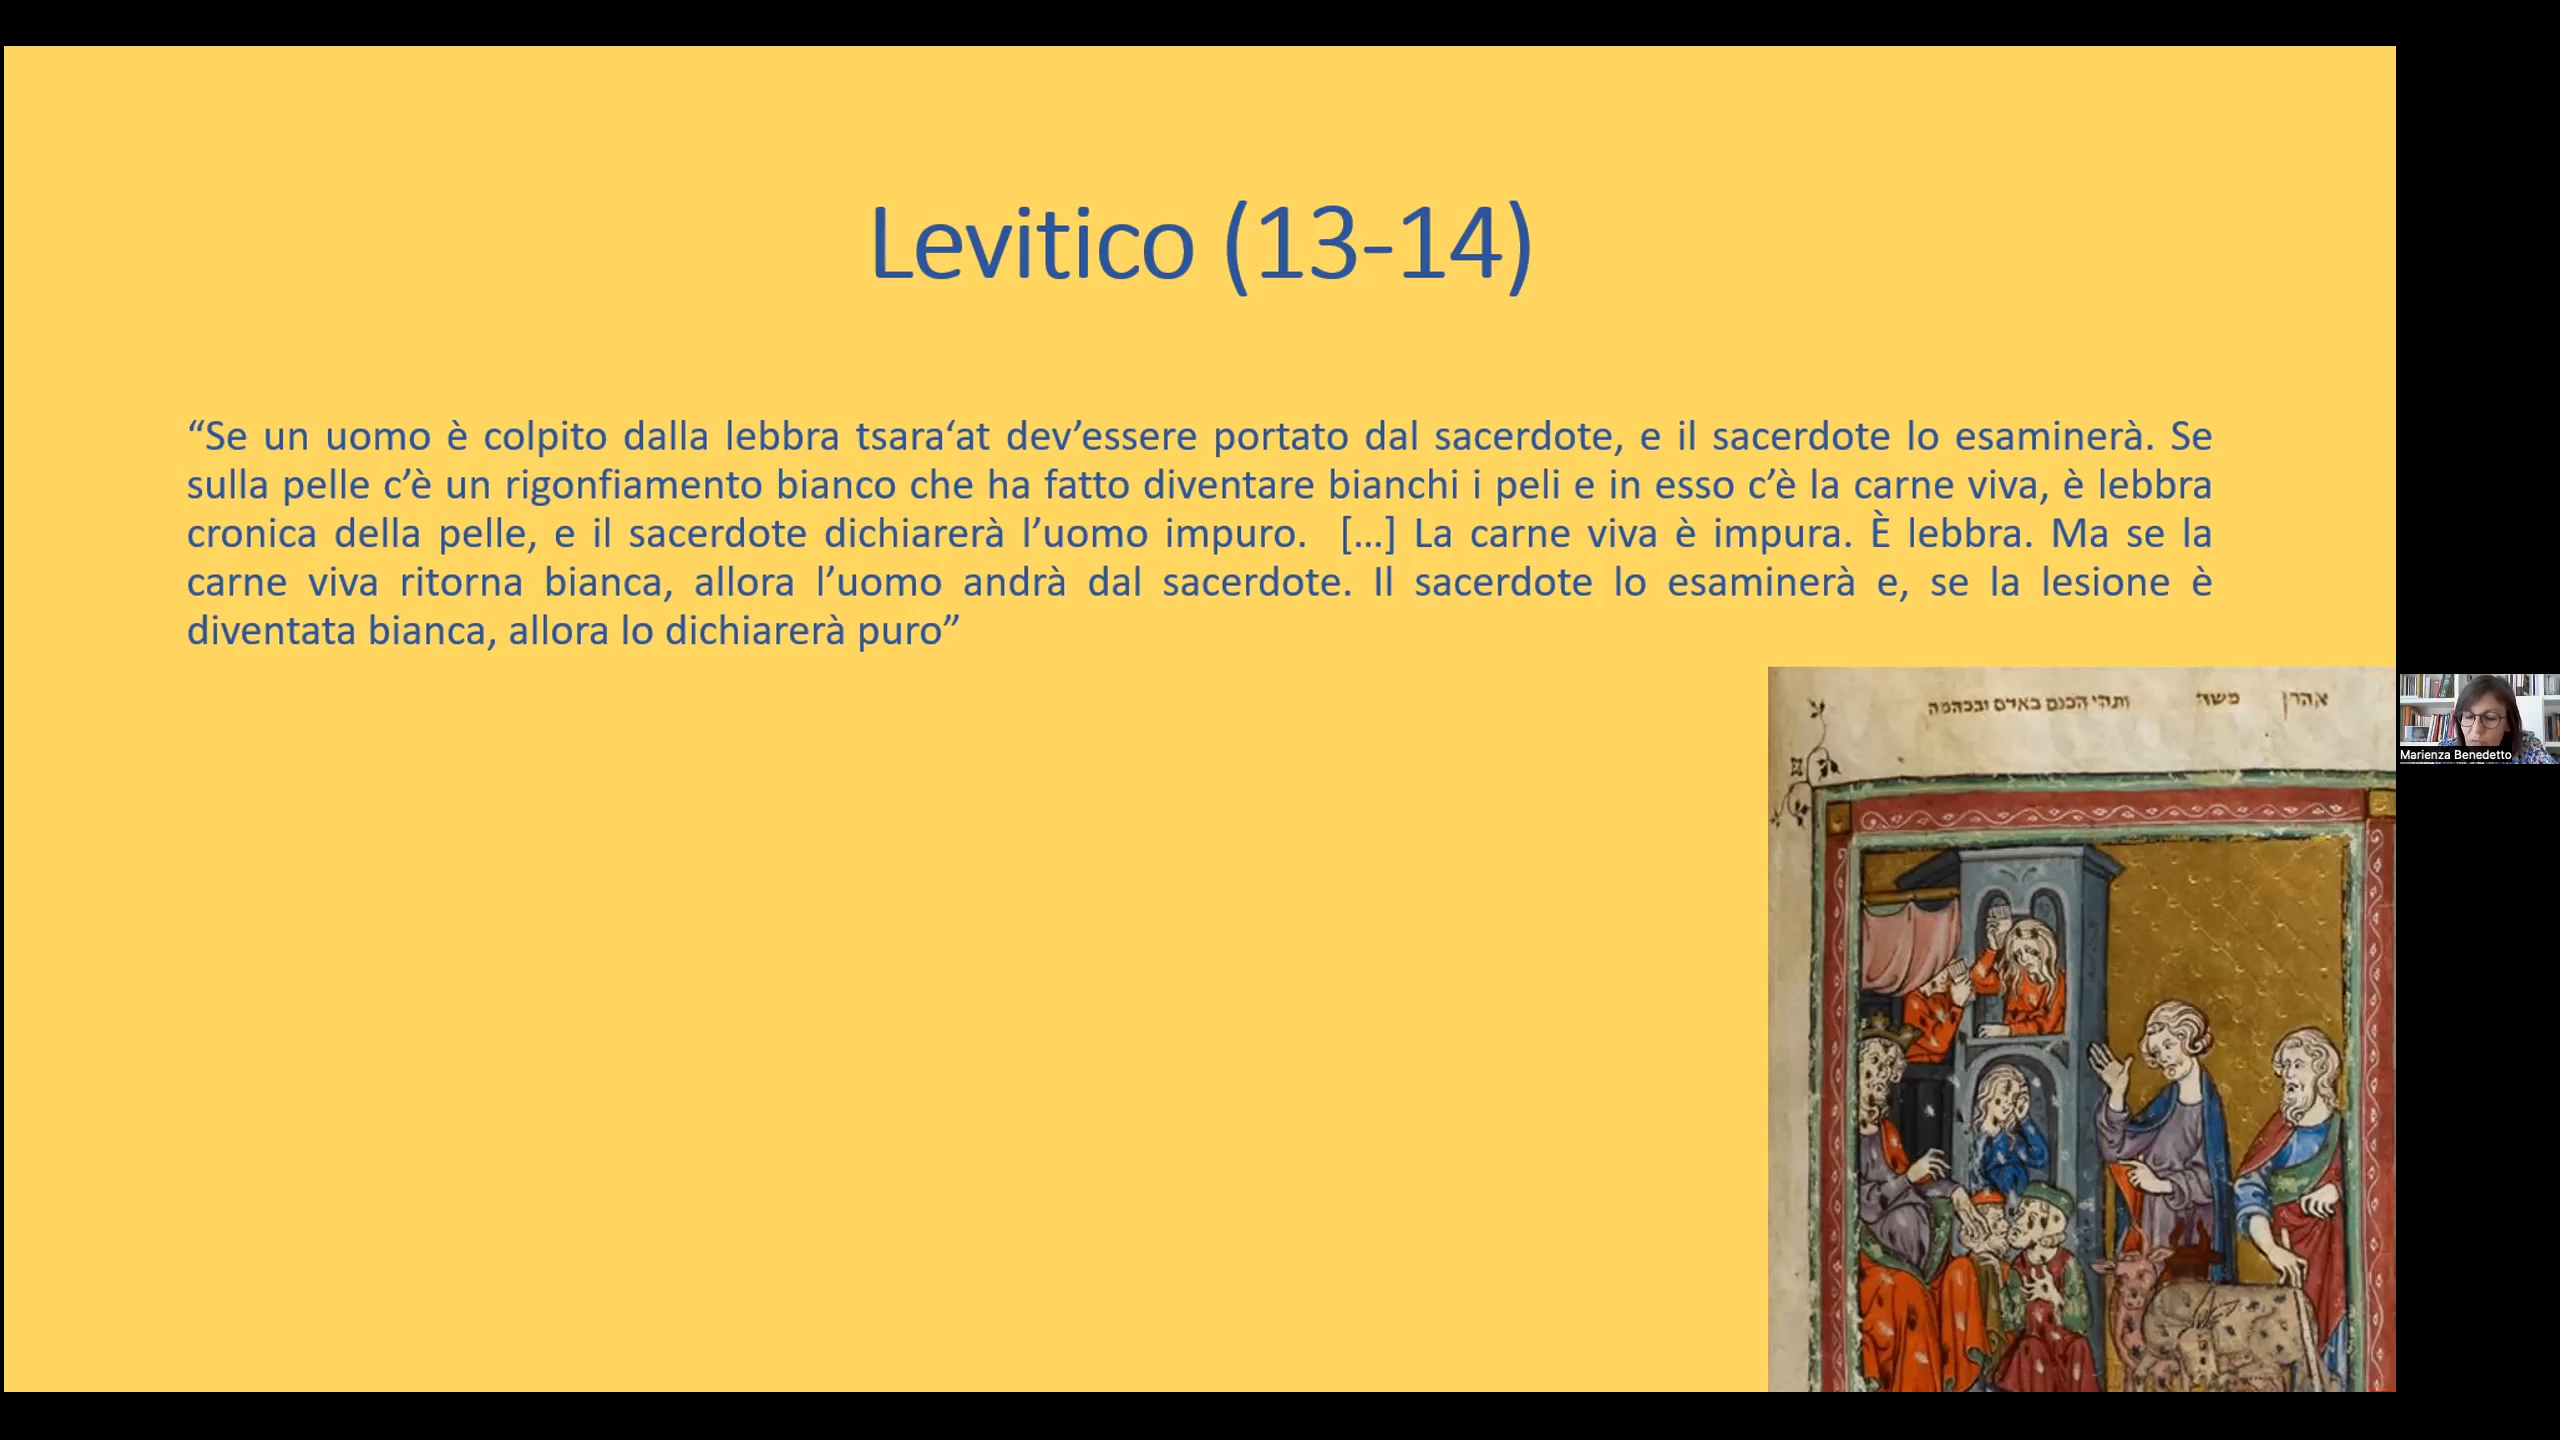 Levitico (13-14)
“Se un uomo è colpito dalla lebbra tsara‘at dev’essere portato dal sacerdote, e il sacerdote lo esaminerà. Se
sulla pelle c’è un rigonfiamento bianco che ha fatto diventare bianchi i peli e in esso c’è la carne viva, è lebbra
cronica della pelle, e il sacerdote dichiarerà l’uomo impuro.  [...] La carne viva è impura. È lebbra. Ma se la
carne viva ritorna bianca, allora l’uomo andrà dal sacerdote. Il sacerdote lo esaminerà e, se la lesione è
diventata bianca, allora lo dichiarerà puro”
אהרן משה ותהי הכנם באדם ובבהמה
Marienza Benedetto